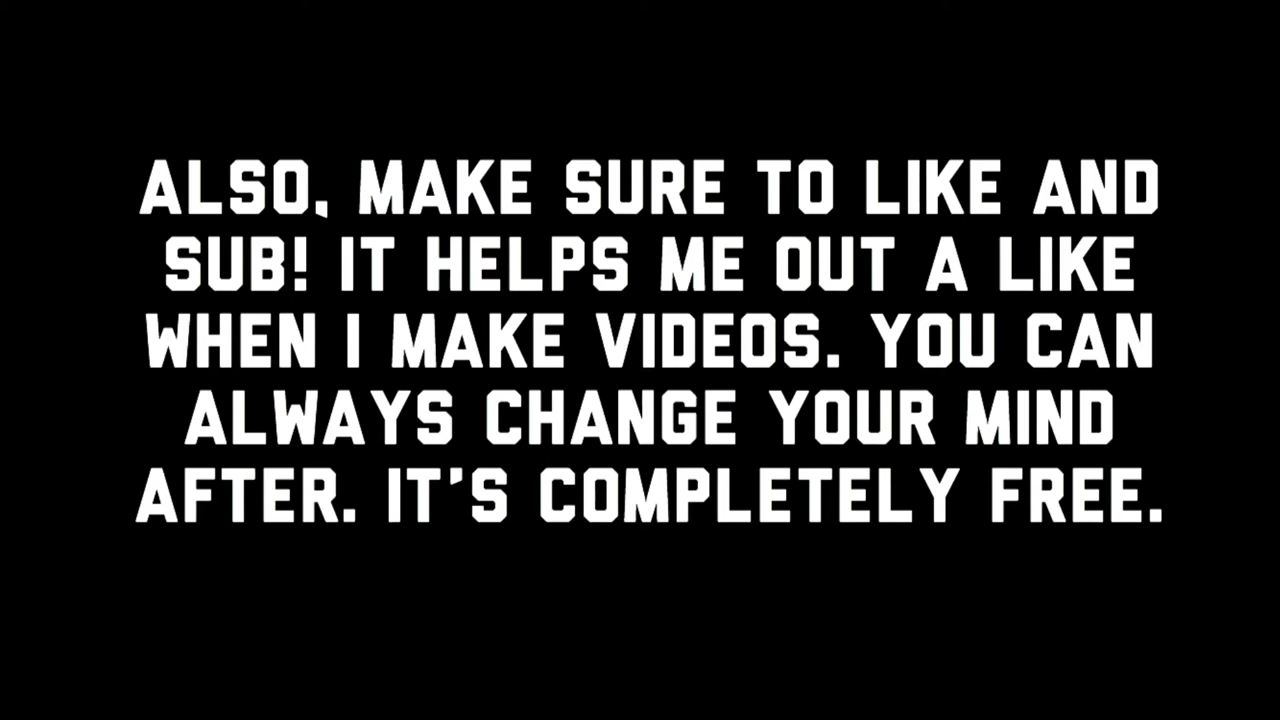 ALSO, MAKE SURE TO LIKE AND
SUB! IT HELPS ME OUT A LIKE
WHEN I MAKE VIDEOS. YOU CAN
ALWAYS CHANGE YOUR MIND
AFTER. IT'S COMPLETELY FREE.